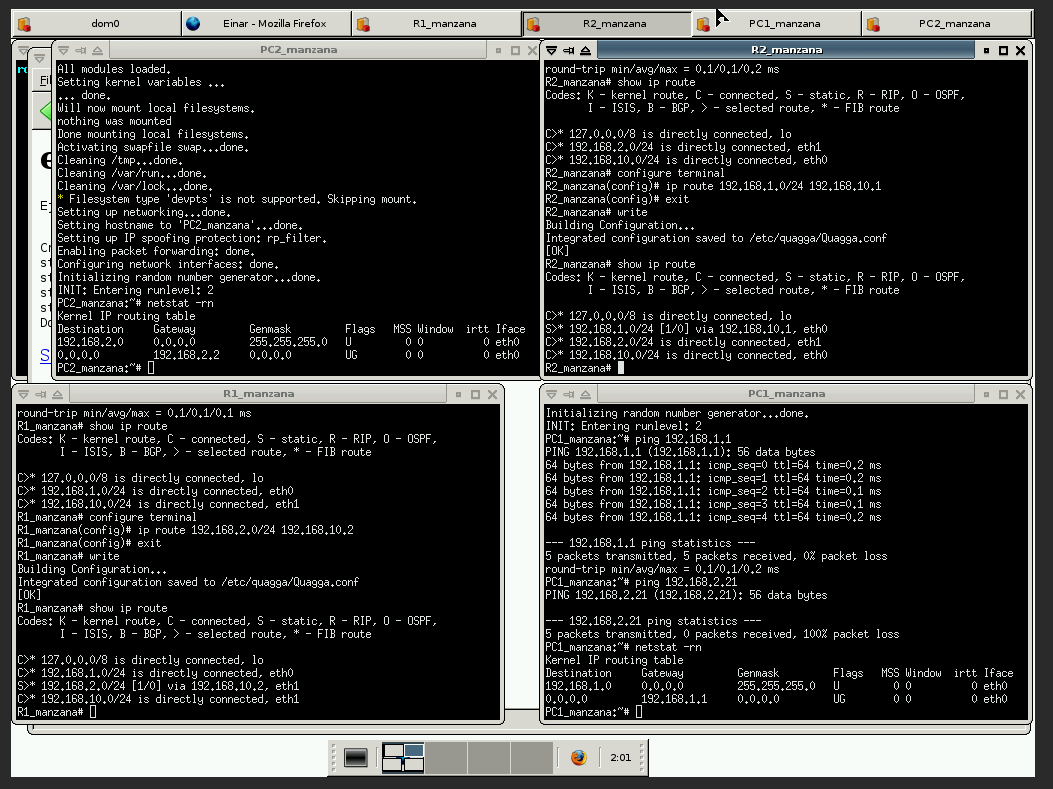 dom0
Einar - Mozilla Firefox
R1_manzana
R2_manzana
PC1_manzana
PC2_manzana
PC2_manzana
All modules loaded.
Setting kernel variables ...
... done.
Will now mount local filesystems.
nothing was mounted
Done mounting local filesystems.
Activating swapfile swap...done.
Cleaning /tmp...done.
Cleaning /var/run...done.
Cleaning /var/lock...done.
* Filesystem type 'devpts' is not supported. Skipping mount.
Setting up networking...done.
Setting hostname to 'PC2_manzana'...done.
Setting up IP spoofing protection: rp_filter.
Enabling packet forwarding: done.
Configuring network interfaces: done.
Initializing random number generator...done.
INIT: Entering runlevel: 2
PC2_manzana:~# netstat -rn
Kernel IP routing table
Destination Gateway Genmask Flags MSS Window irtt Iface
192.168.2.0 0.0.0.0 255.255.255.0 U 0 0 0 eth0
0.0.0.0 192.168.2.2 0.0.0.0 UG 0 0 0 eth0
PC2_manzana:~#
R2_manzana
round-trip min/avg/max = 0.1/0.1/0.2 ms
R2_manzana# show ip route
Codes: K - kernel route, C - connected, S - static, R - RIP, O - OSPF,
I - ISIS, B - BGP, > - selected route, * - FIB route
C>* 127.0.0.0/8 is directly connected, lo
C>* 192.168.2.0/24 is directly connected, eth1
C>* 192.168.10.0/24 is directly connected, eth0
R2_manzana# configure terminal
R2_manzana(config)# ip route 192.168.1.0/24 192.168.10.1
R2_manzana(config)# exit
R2_manzana# write
Building Configuration...
Integrated configuration saved to /etc/quagga/Quagga.conf
[OK]
R2_manzana# show ip route
Codes: K - kernel route, C - connected, S - static, R - RIP, O - OSPF,
I - ISIS, B - BGP, > - selected route, * - FIB route
C>* 127.0.0.0/8 is directly connected, lo
S>* 192.168.1.0/24 [1/0] via 192.168.10.1, eth0
C>* 192.168.2.0/24 is directly connected, eth1
C>* 192.168.10.0/24 is directly connected, eth0
R2_manzana#
R1_manzana
round-trip min/avg/max = 0.1/0.1/0.1 ms
R1_manzana# show ip route
Codes: K - kernel route, C - connected, S - static, R - RIP, O - OSPF,
I - ISIS, B - BGP, > - selected route, * - FIB route
C>* 127.0.0.0/8 is directly connected, lo
C>* 192.168.1.0/24 is directly connected, eth0
C>* 192.168.10.0/24 is directly connected, eth1
R1_manzana# configure terminal
R1_manzana(config)# ip route 192.168.2.0/24 192.168.10.2
R1_manzana(config)# exit
R1_manzana# write
Building Configuration...
Integrated configuration saved to /etc/quagga/Quagga.conf
[OK]
R1_manzana# show ip route
Codes: K - kernel route, C - connected, S - static, R - RIP, O - OSPF,
I - ISIS, B - BGP, > - selected route, * - FIB route
C>* 127.0.0.0/8 is directly connected, lo
C>* 192.168.1.0/24 is directly connected, eth0
S>* 192.168.2.0/24 [1/0] via 192.168.10.2, eth1
C>* 192.168.10.0/24 is directly connected, eth1
R1_manzana#
PC1_manzana
Initializing random number generator...done.
INIT: Entering runlevel: 2
PC1_manzana:~# ping 192.168.1.1
PING 192.168.1.1 (192.168.1.1): 56 data bytes
64 bytes from 192.168.1.1: icmp_seq=0 ttl=64 time=0.2 ms
64 bytes from 192.168.1.1: icmp_seq=1 ttl=64 time=0.2 ms
64 bytes from 192.168.1.1: icmp_seq=2 ttl=64 time=0.1 ms
64 bytes from 192.168.1.1: icmp_seq=3 ttl=64 time=0.1 ms
64 bytes from 192.168.1.1: icmp_seq=4 ttl=64 time=0.2 ms
--- 192.168.1.1 ping statistics ---
5 packets transmitted, 5 packets received, 0% packet loss
round-trip min/avg/max = 0.1/0.1/0.2 ms
PC1_manzana:~# ping 192.168.2.21
PING 192.168.2.21 (192.168.2.21): 56 data bytes
--- 192.168.2.21 ping statistics ---
5 packets transmitted, 0 packets received, 100% packet loss
PC1_manzana:~# netstat -rn
Kernel IP routing table
Destination Gateway Genmask Flags MSS Window irtt Iface
192.168.1.0 0.0.0.0 255.255.255.0 U 0 0 0 eth0
0.0.0.0 192.168.1.1 0.0.0.0 UG 0 0 0 eth0
PC1_manzana:~#
2:01